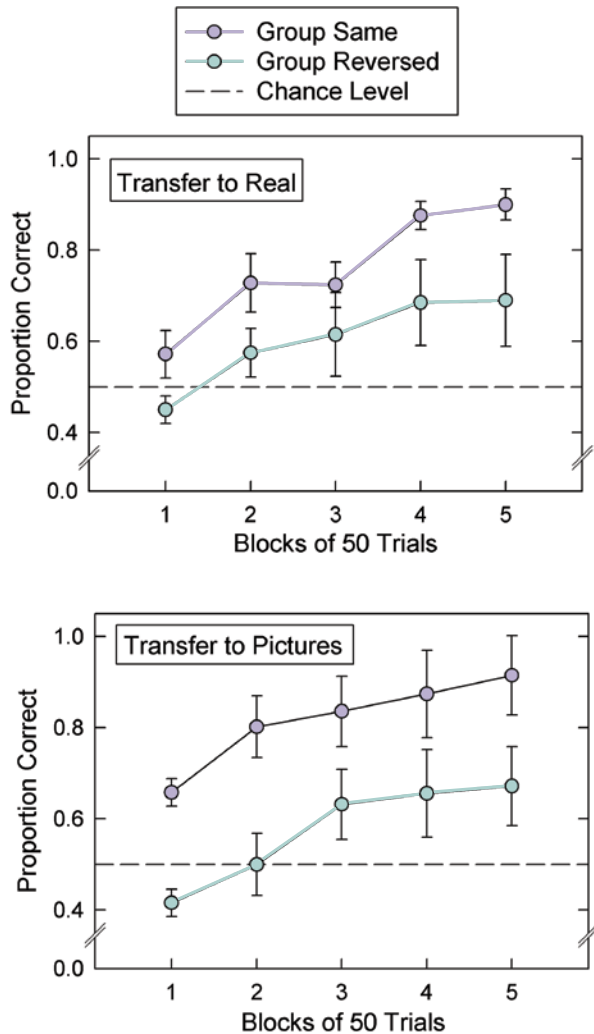 Group Same
Group Reversed
Chance Level
Transfer to Real
Proportion Correct
1.0
0.8
0.6
0.4
0.0
1 2 3 4 5
Blocks of 50 Trials
Transfer to Pictures
Proportion Correct
1.0
0.8
0.6
0.4
0.0
1 2 3 4 5
Blocks of 50 Trials